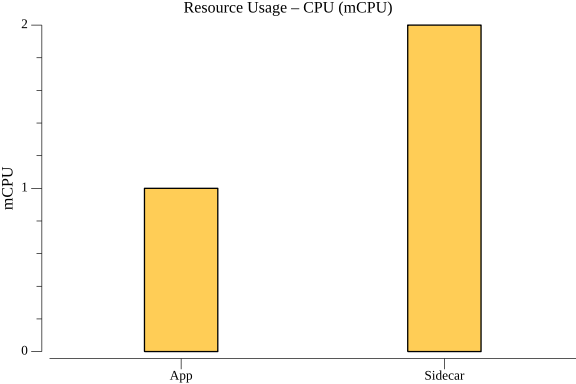 Resource Usage – CPU (mCPU)
2
1
0
mCPU
App
Sidecar